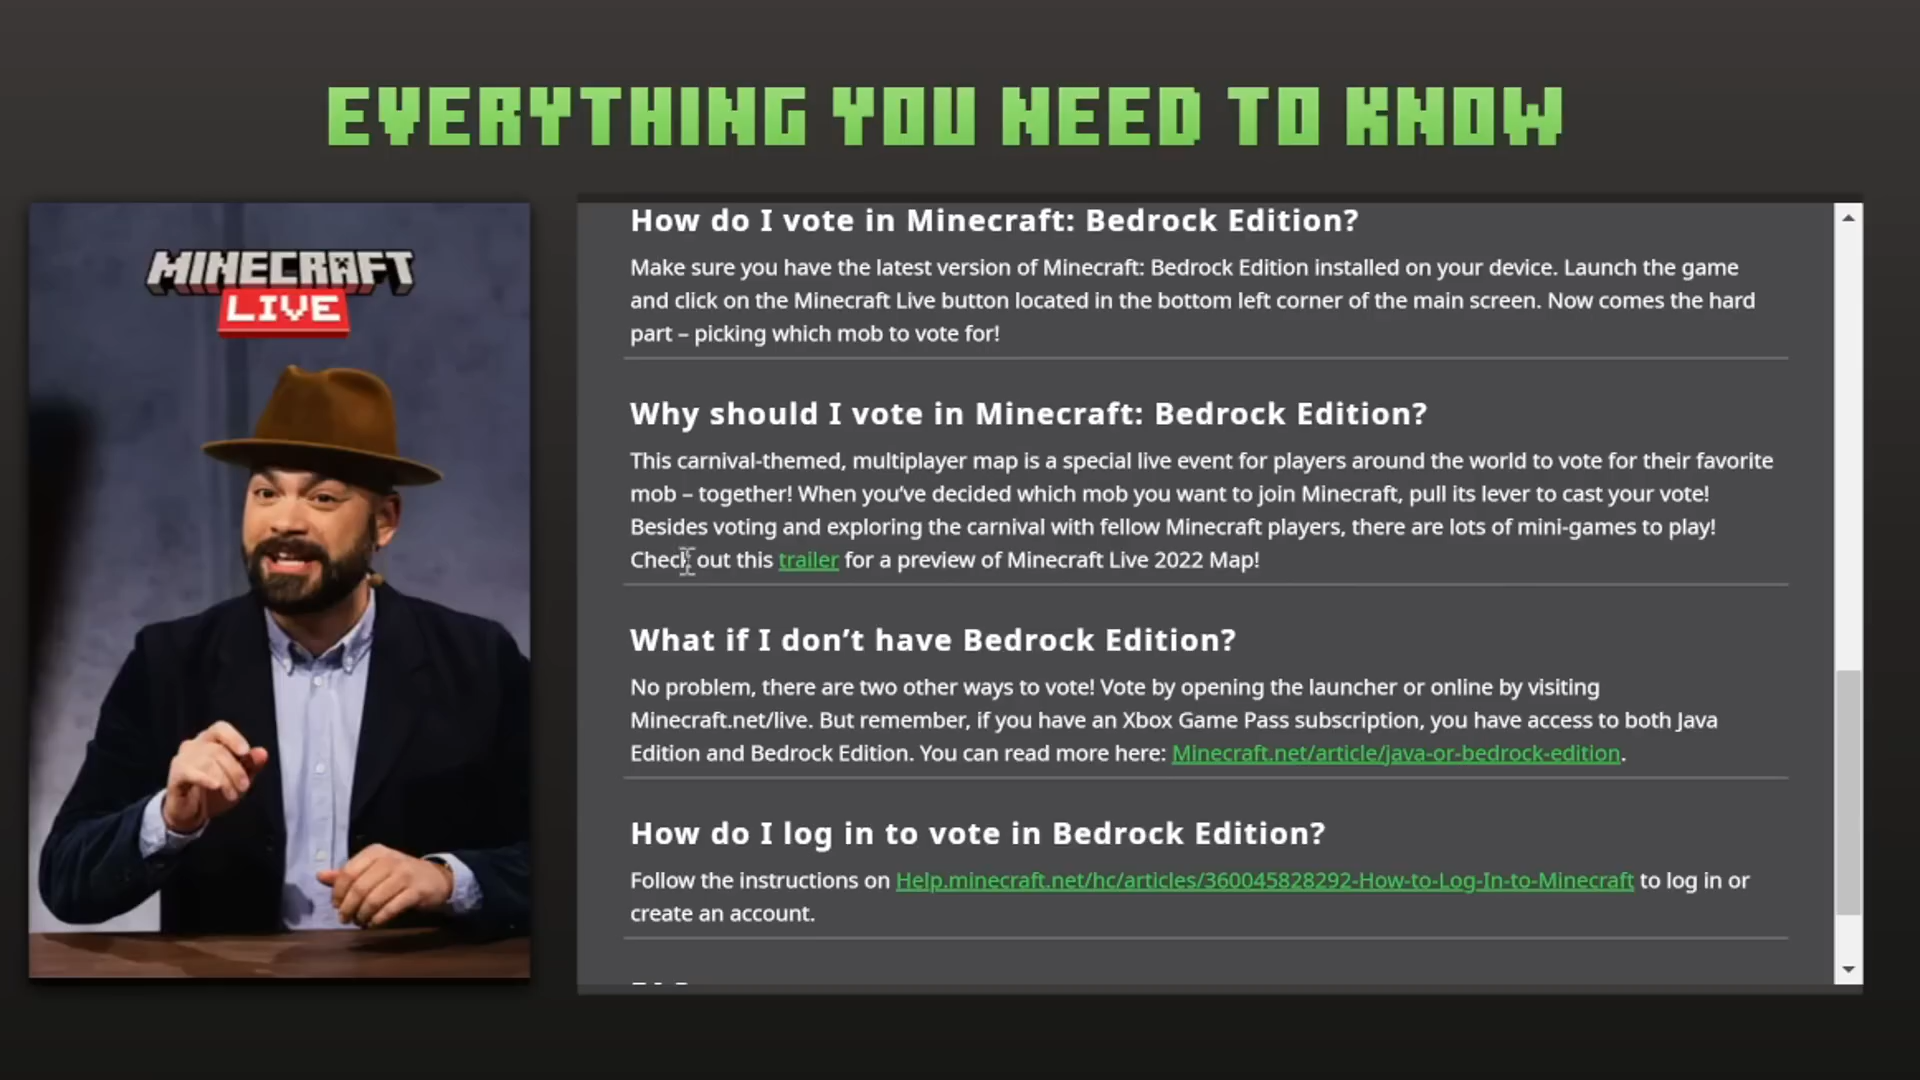 EVERYTHING YOU NEED TO KNOW
MINECRAFT
LIVE
How do I vote in Minecraft: Bedrock Edition?
Make sure you have the latest version of Minecraft: Bedrock Edition installed on your device. Launch the game
and click on the Minecraft Live button located in the bottom left corner of the main screen. Now comes the hard
part – picking which mob to vote for!
Why should I vote in Minecraft: Bedrock Edition?
This carnival-themed, multiplayer map is a special live event for players around the world to vote for their favorite
mob – together! When you’ve decided which mob you want to join Minecraft, pull its lever to cast your vote!
Besides voting and exploring the carnival with fellow Minecraft players, there are lots of mini-games to play!
Check out this trailer for a preview of Minecraft Live 2022 Map!
What if I don’t have Bedrock Edition?
No problem, there are two other ways to vote! Vote by opening the launcher or online by visiting
Minecraft.net/live. But remember, if you have an Xbox Game Pass subscription, you have access to both Java
Edition and Bedrock Edition. You can read more here: Minecraft.net/article/java-or-bedrock-edition.
How do I log in to vote in Bedrock Edition?
Follow the instructions on Help.minecraft.net/hc/articles/360045828292-How-to-Log-In-to-Minecraft to log in or
create an account.